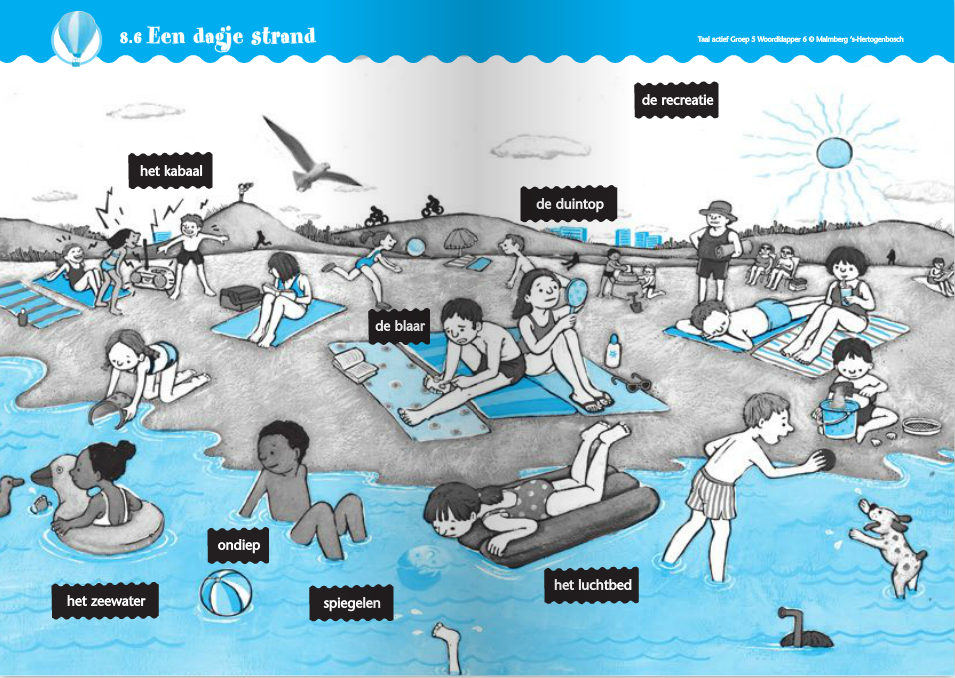 8.6 Een dagje strand
Taal actief Groep 5 Woordklapper 6 © Malmberg 's-Hertogenbosch
de recreatie
het kabaal
de duintop
de blaar
ondiep
het luchtbed
het zeewater
spiegelen